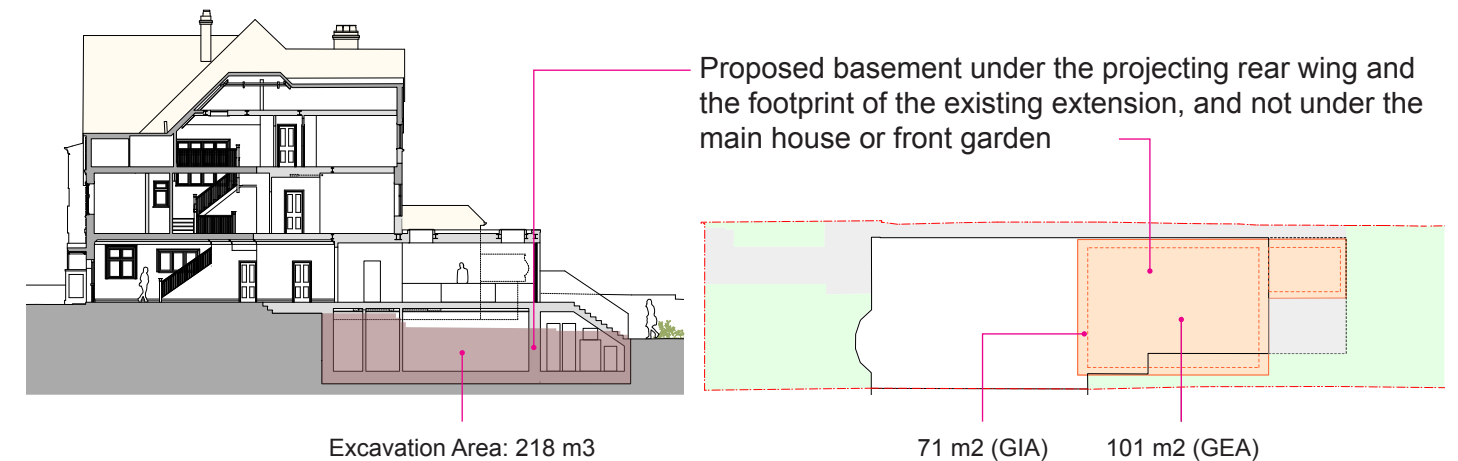 Proposed basement under the projecting rear wing and
the footprint of the existing extension, and not under the
main house or front garden
Excavation Area: 218 m3
71 m2 (GIA)
101 m2 (GEA)